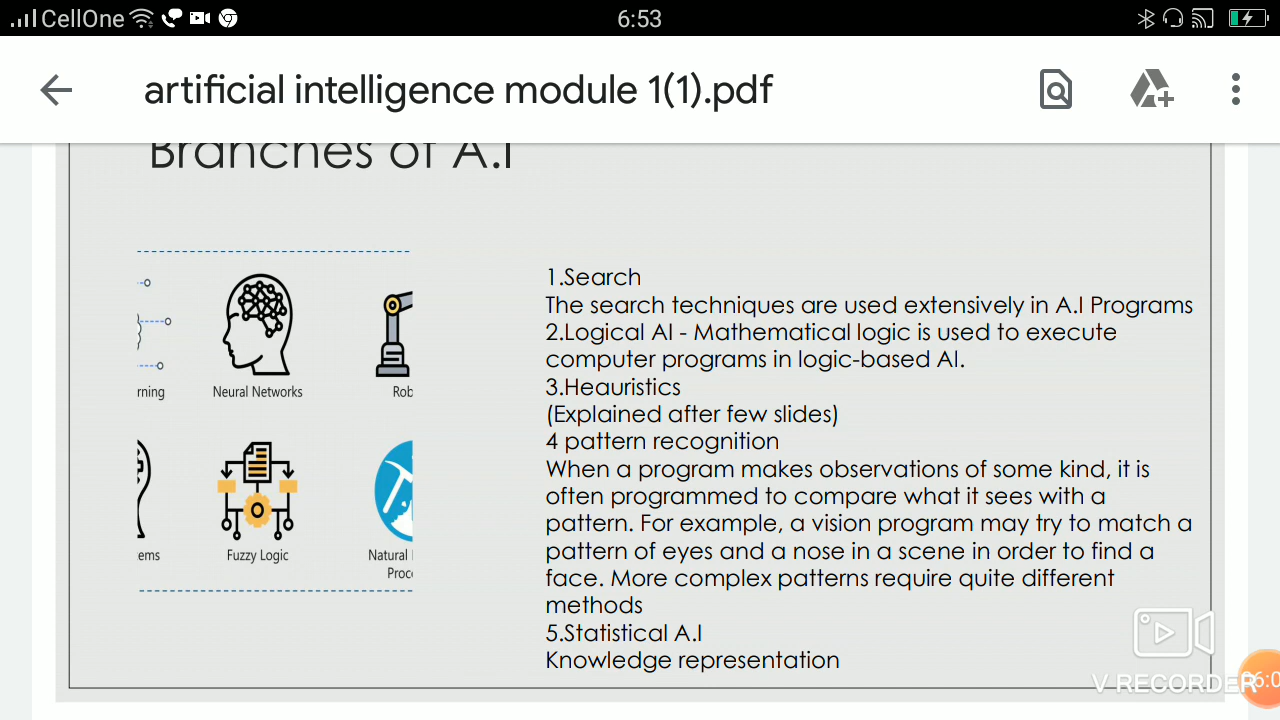 CellOne 6:53
artificial intelligence module 1(1).pdf
Branches of A.I
1.Search
The search techniques are used extensively in A.I Programs
2.Logical AI - Mathematical logic is used to execute
computer programs in logic-based AI.
3.Heauristics
(Explained after few slides)
4 pattern recognition
When a program makes observations of some kind, it is
often programmed to compare what it sees with a
pattern. For example, a vision program may try to match a
pattern of eyes and a nose in a scene in order to find a
face. More complex patterns require quite different
methods
5.Statistical A.I
Knowledge representation
rning Neural Networks Rob
ems Fuzzy Logic Natural
Proc
V RECORDER